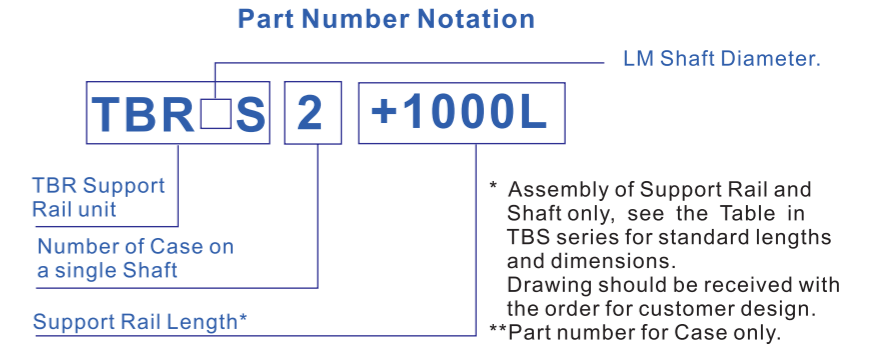 Part Number Notation
LM Shaft Diameter.
TBR□S 2 +1000L
TBR Support
Rail unit
Number of Case on
a single Shaft
Support Rail Length*
* Assembly of Support Rail and
Shaft only, see the Table in
TBS series for standard lengths
and dimensions.
Drawing should be received with
the order for customer design.
**Part number for Case only.